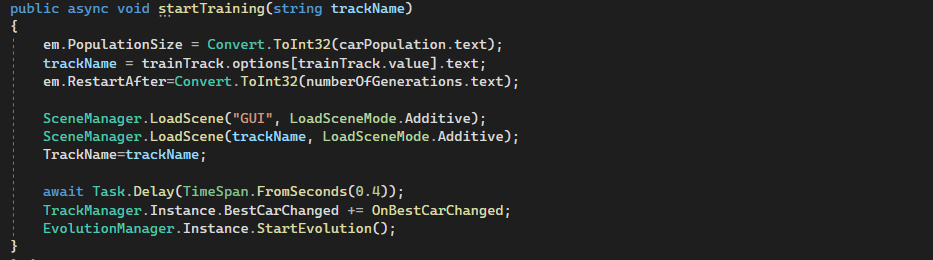 public async void startTraining(string trackName)
{
    em.PopulationSize = Convert.ToInt32(carPopulation.text);
    trackName = trainTrack.options[trainTrack.value].text;
    em.RestartAfter=Convert.ToInt32(numberOfGenerations.text);

    SceneManager.LoadScene("GUI", LoadSceneMode.Additive);
    SceneManager.LoadScene(trackName, LoadSceneMode.Additive);
    TrackName=trackName;

    await Task.Delay(TimeSpan.FromSeconds(0.4));
    TrackManager.Instance.BestCarChanged += OnBestCarChanged;
    EvolutionManager.Instance.StartEvolution();
}